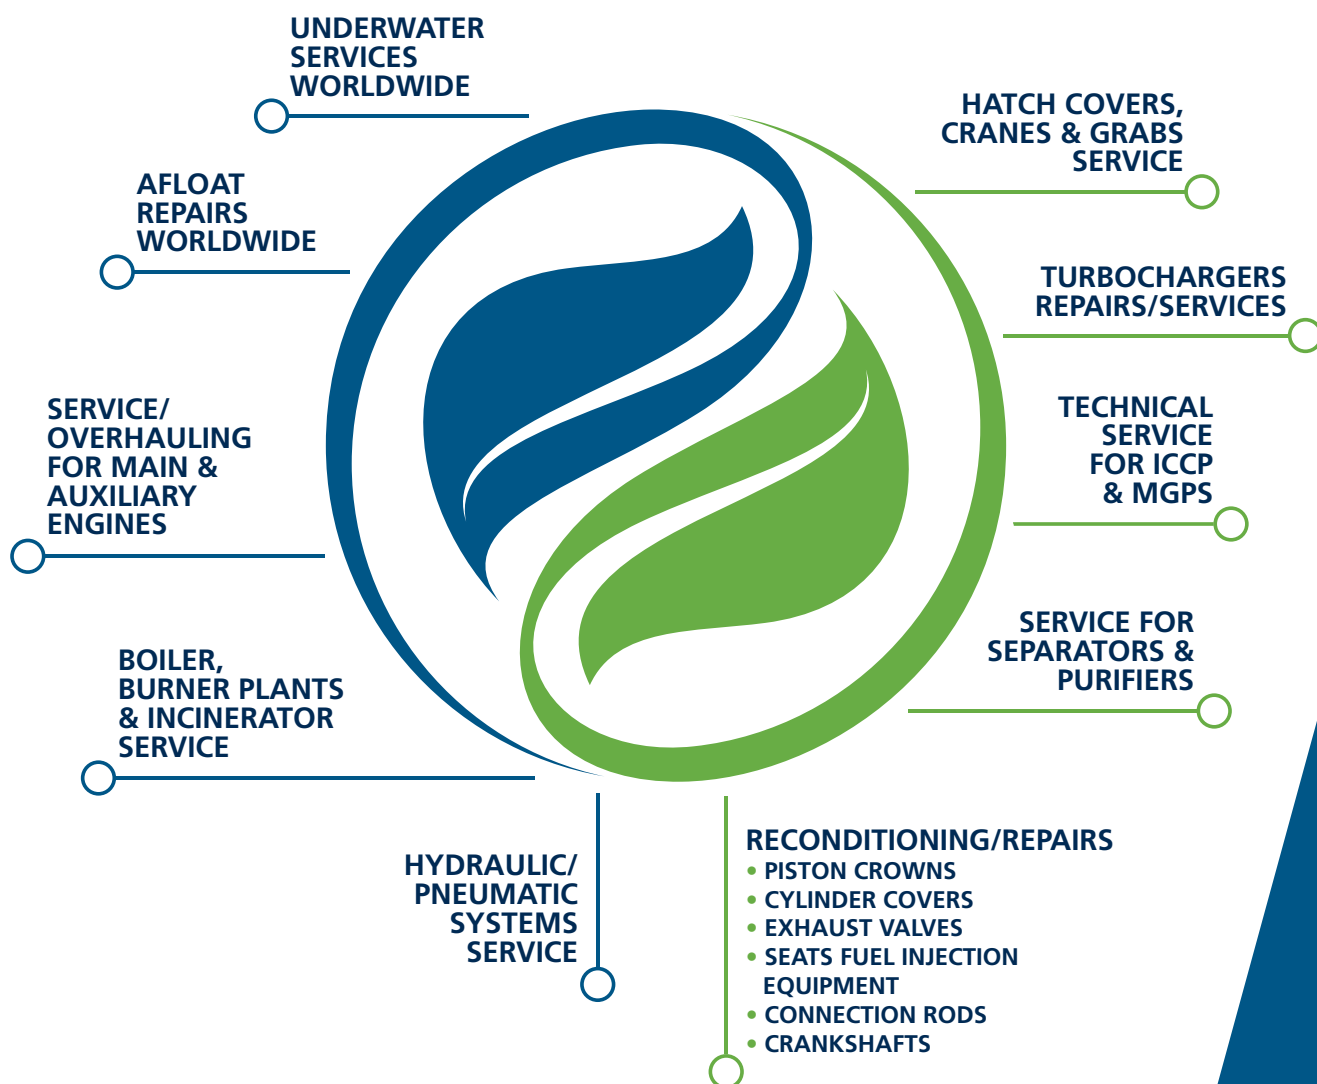 UNDERWATER
SERVICES
WORLDWIDE
AFLOAT
REPAIRS
WORLDWIDE
SERVICE/
OVERHAULING
FOR MAIN &
AUXILIARY
ENGINES
BOILER,
BURNER PLANTS
& INCINERATOR
SERVICE
HYDRAULIC/
PNEUMATIC
SYSTEMS
SERVICE
HATCH COVERS,
CRANES & GRABS
SERVICE
TURBOCHARGERS
REPAIRS/SERVICES
TECHNICAL
SERVICE
FOR ICCP
& MGPS
SERVICE FOR
SEPARATORS &
PURIFIERS
RECONDITIONING/REPAIRS
• PISTON CROWNS
• CYLINDER COVERS
• EXHAUST VALVES
• SEATS FUEL INJECTION
EQUIPMENT
• CONNECTION RODS
• CRANKSHAFTS